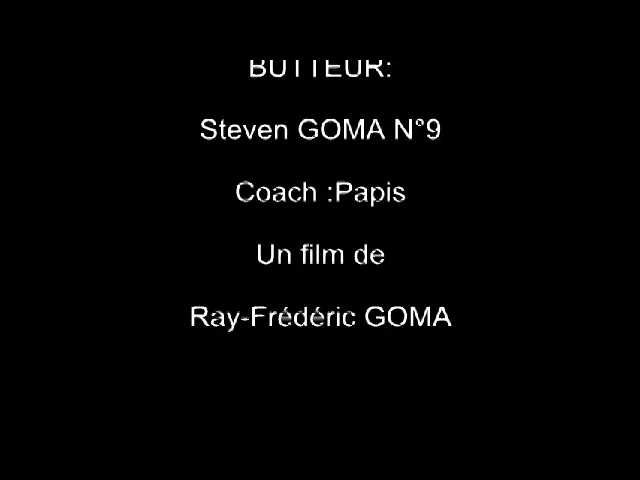 BUTTEUR:
Steven GOMA N°9
Coach :Papis
Un film de
Ray-Frédéric GOMA